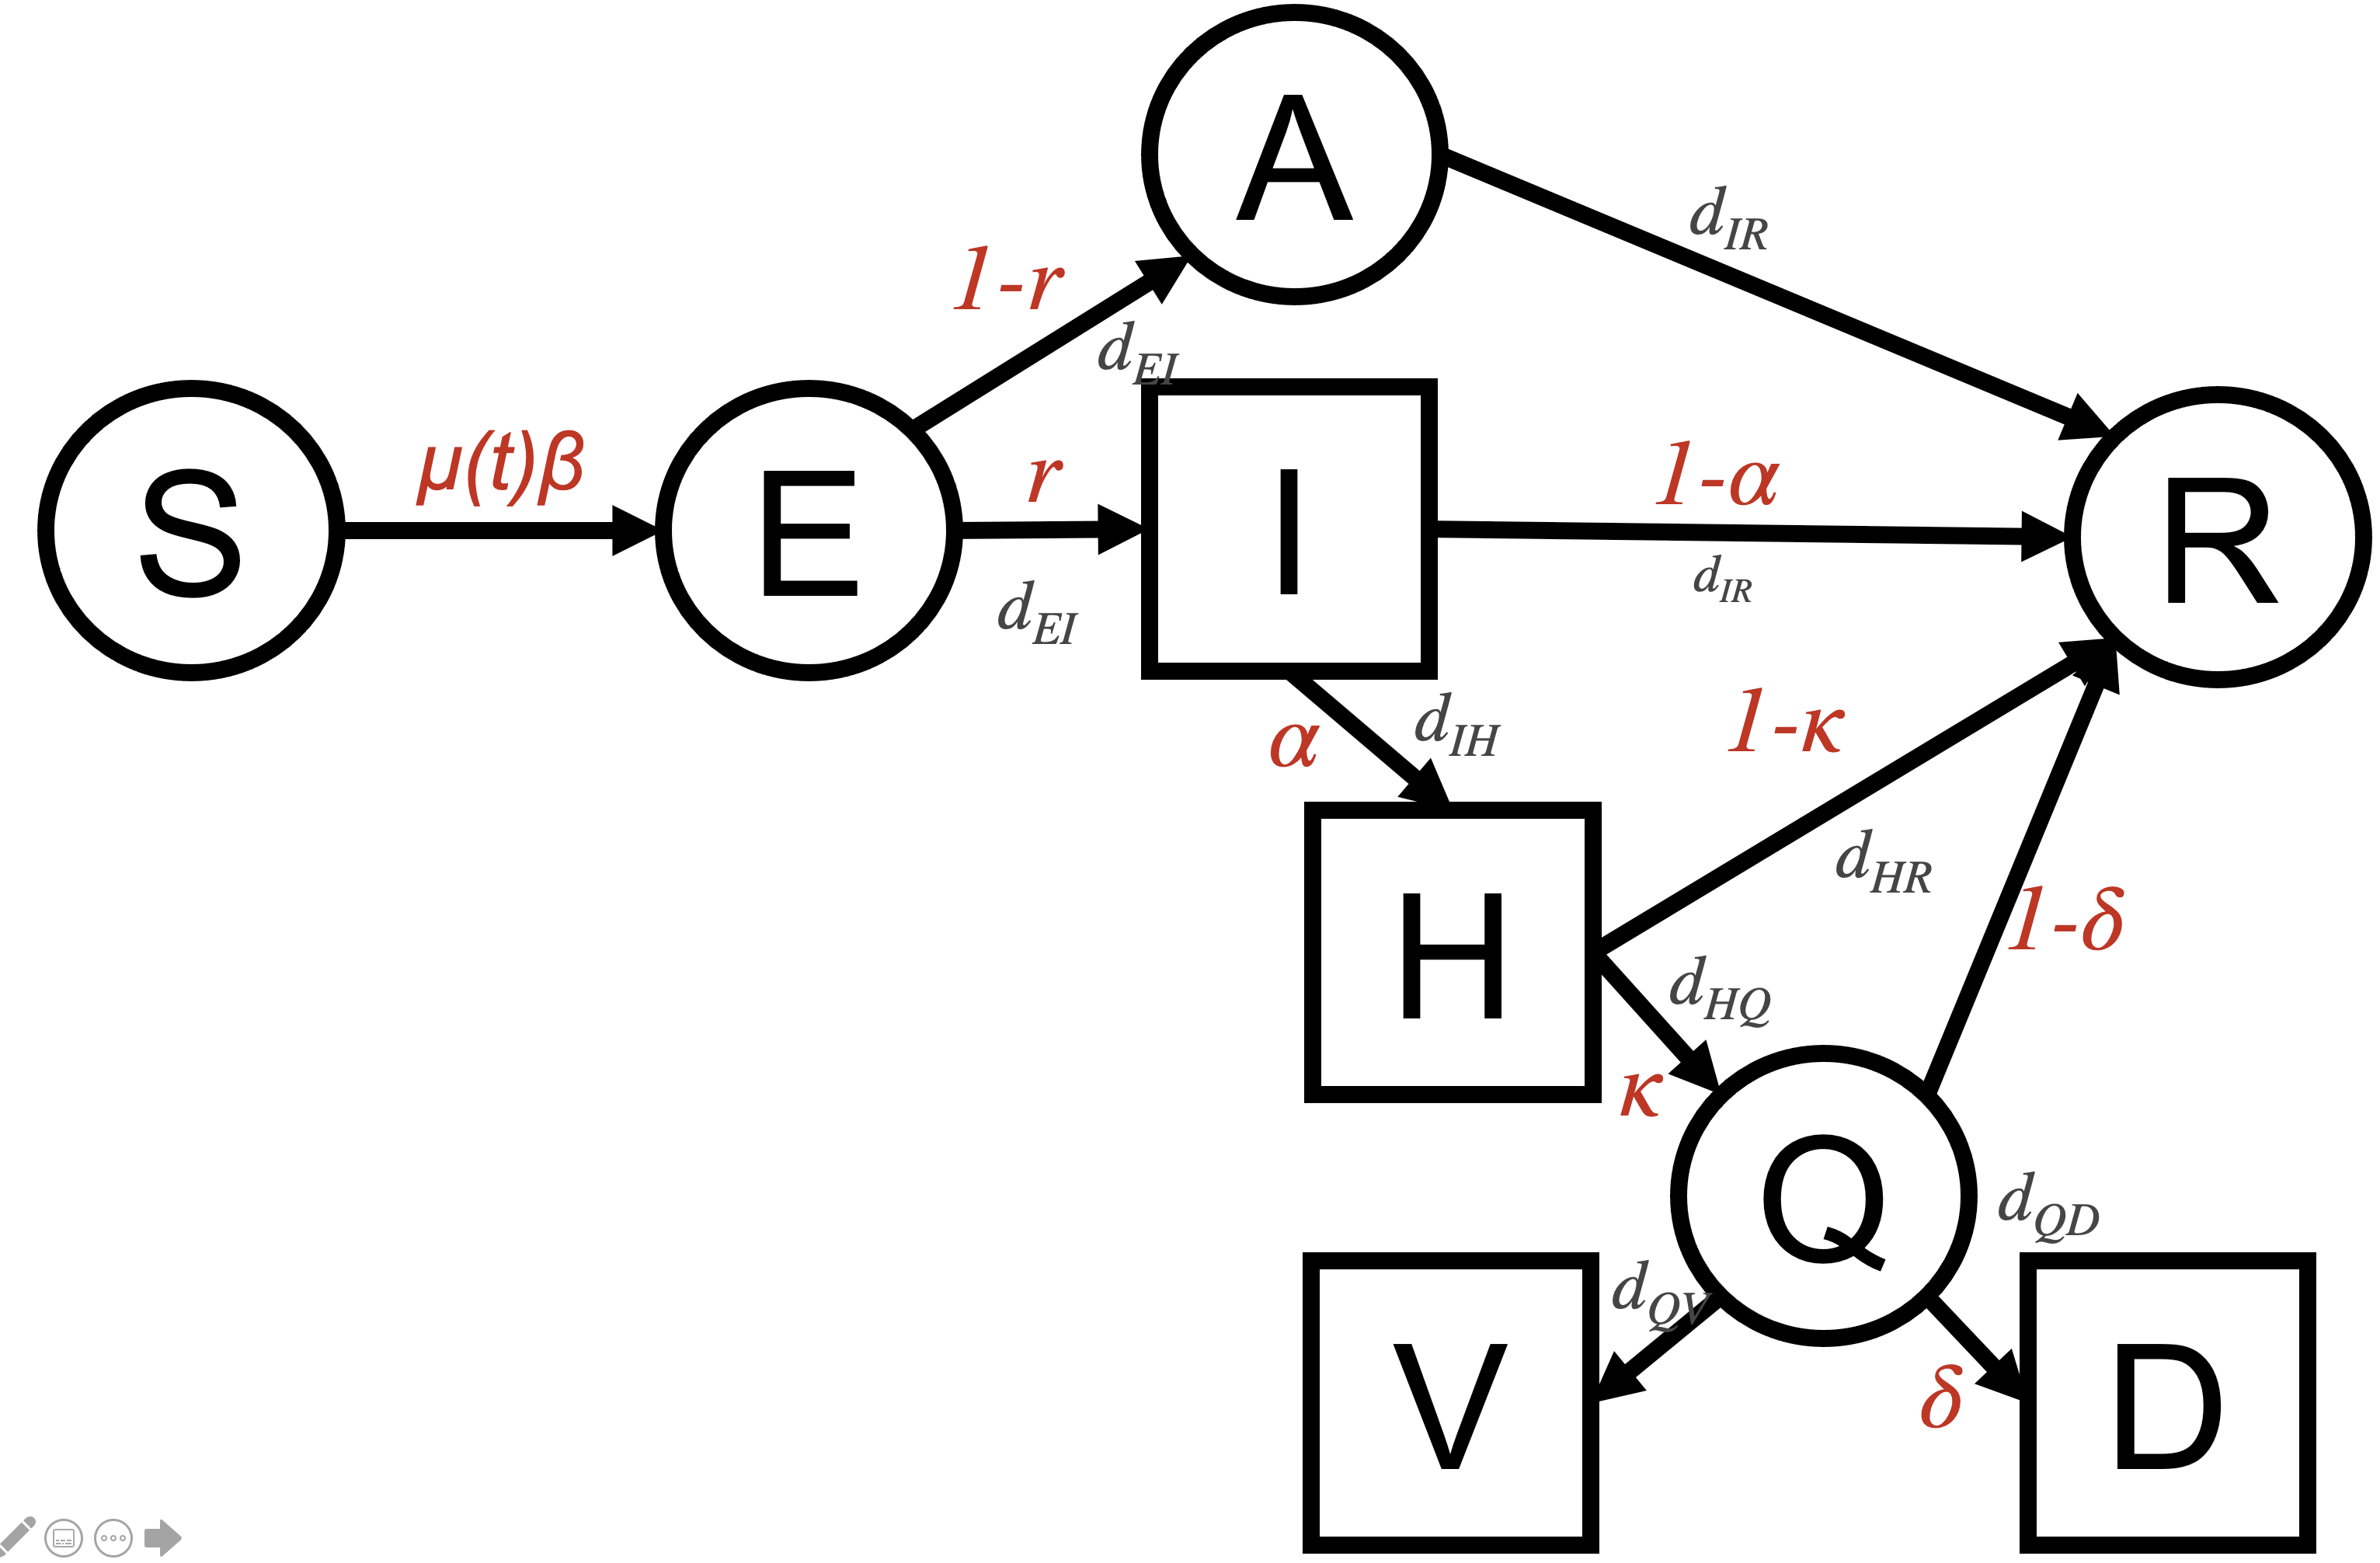 A
d_IR
1-r
d_EI
S
μ(t)β
E
r
d_EI
I
1-α
d_IR
R
α
d_IH
1-κ
H
d_HR
1-δ
d_HQ
κ
Q
d_QD
d_QV
V
δ
D